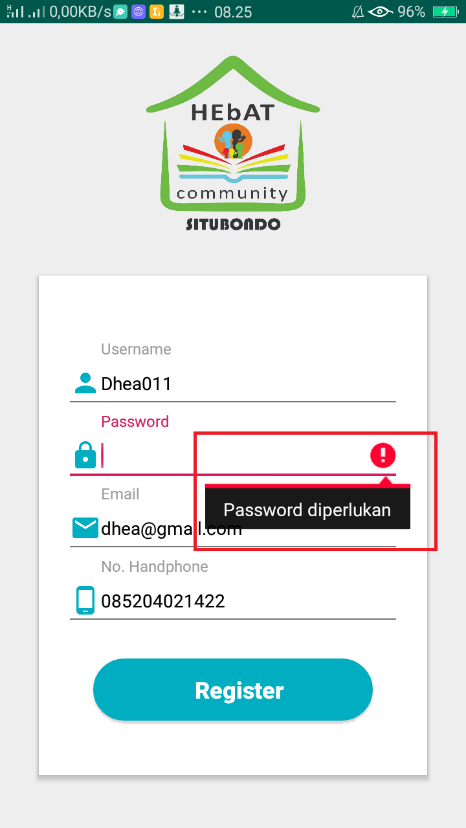 0,00KB/s ··· 08.25 96%
HEbAT
community
SITUBONDO
Username
Dhea011
Password
Email
Password diperlukan
dhea@gmail.com
No. Handphone
085204021422
Register